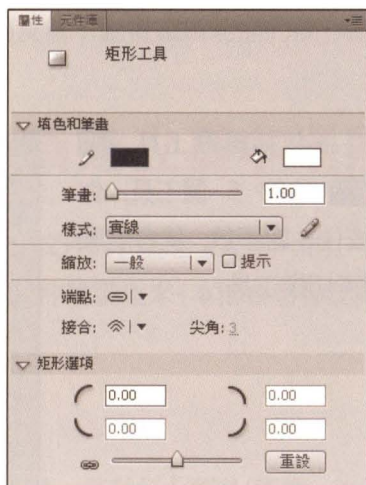 屬性 元件庫
矩形工具
填色和筆畫
筆畫: 1.00
樣式: 實線
縮放: 一般 提示
端點:
接合: 尖角: 3
矩形選項
0.00 0.00
0.00 0.00
重設